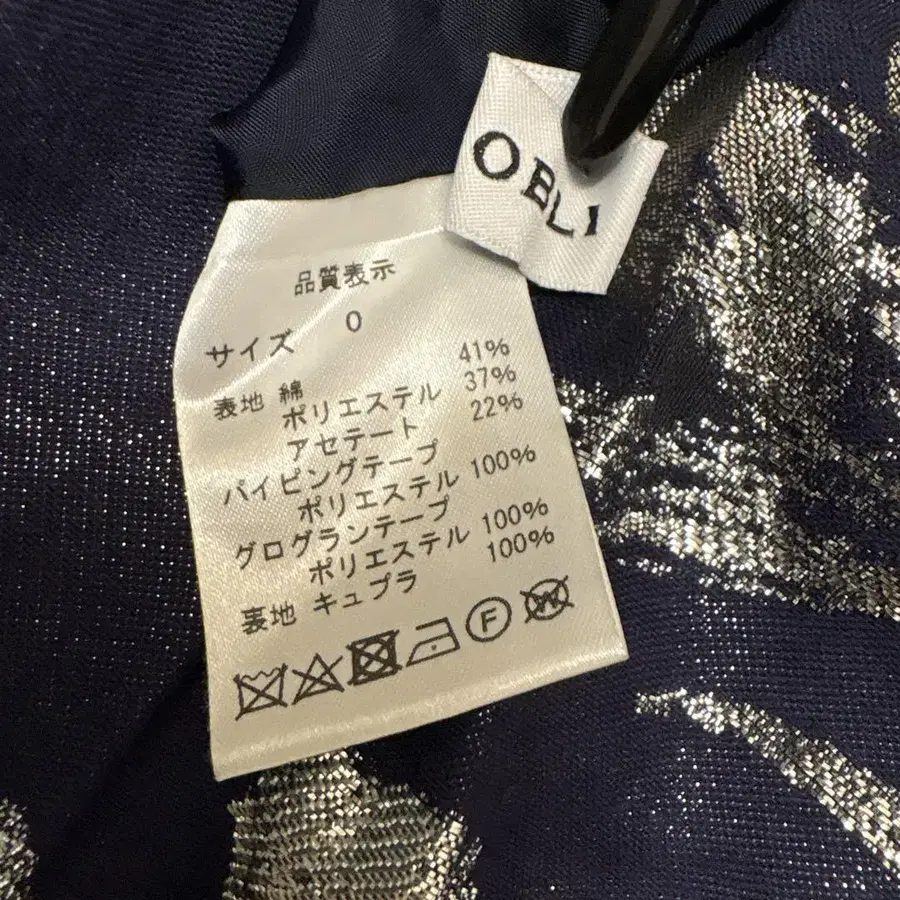 OBLI
品質表示
サイズ 0
表地 綿 41%
ポリエステル 37%
アセテート 22%
パイピングテープ
ポリエステル 100%
グログランテープ
ポリエステル 100%
裏地 キュプラ 100%
F W